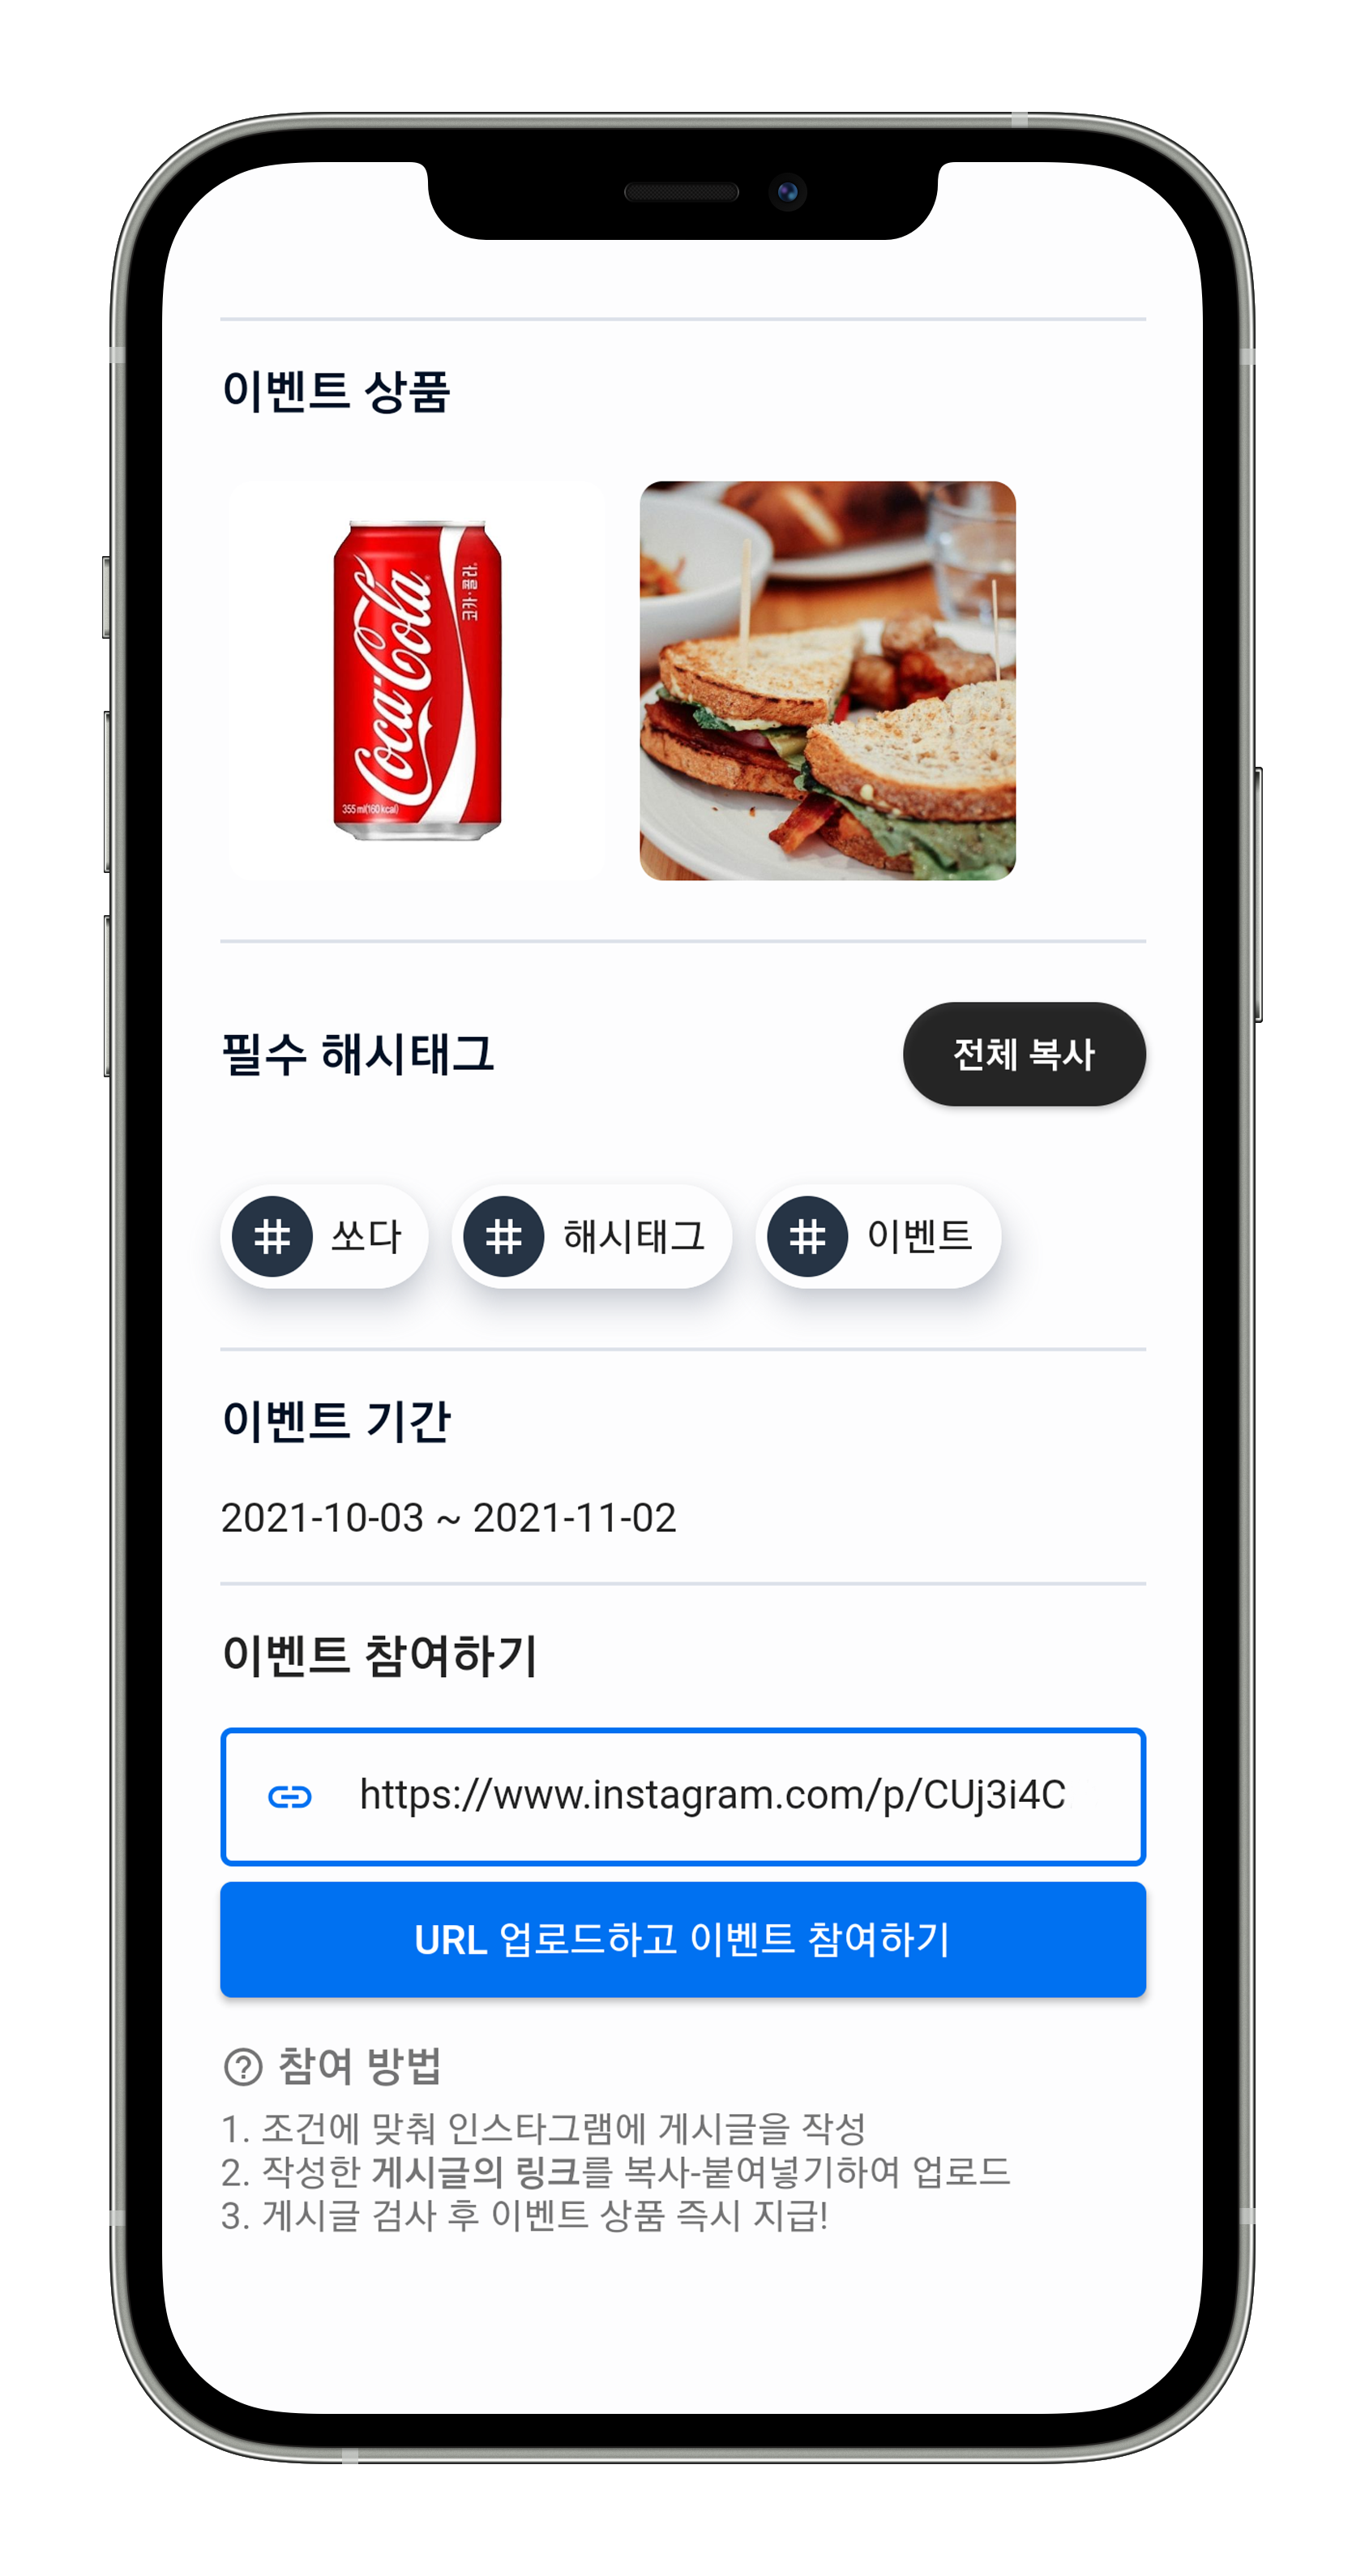 이벤트 상품
Coca-Cola
코카·콜라.
355 ml(160 kcal)
필수 해시태그
전체 복사
# 쏘다
# 해시태그
# 이벤트
이벤트 기간
2021-10-03 ~ 2021-11-02
이벤트 참여하기
https://www.instagram.com/p/CUj3i4C
URL 업로드하고 이벤트 참여하기
? 참여 방법
1. 조건에 맞춰 인스타그램에 게시글을 작성
2. 작성한 게시글의 링크를 복사-붙여넣기하여 업로드
3. 게시글 검사 후 이벤트 상품 즉시 지급!